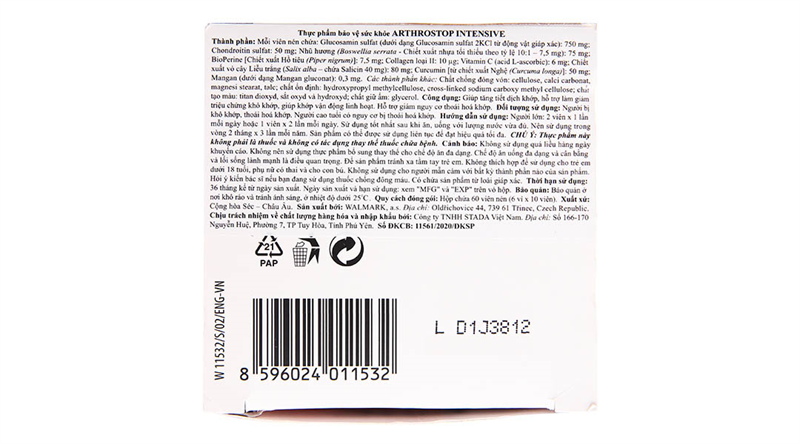 Thực phẩm bảo vệ sức khỏe ARTHROSTOP INTENSIVE
Thành phần: Mỗi viên nén chứa: Glucosamin sulfat (dưới dạng Glucosamin sulfat 2KCl từ động vật giáp xác): 750 mg;
Chondroitin sulfat: 50 mg; Nhũ hương (Boswellia serrata - Chiết xuất nhựa tối thiểu theo tỷ lệ 10:1 - 7,5 mg): 75 mg;
BioPerine [Chiết xuất Hồ tiêu (Piper nigrum)]: 7,5 mg; Collagen loại II: 10 µg; Vitamin C (acid L-ascorbic): 6 mg; Chiết
xuất vỏ cây Liễu trắng (Salix alba – chứa Salicin 40 mg): 80 mg; Curcumin [từ chiết xuất Nghệ (Curcuma longa)]: 50 mg;
Mangan (dưới dạng Mangan gluconat): 0,3 mg. Các thành phần khác: Chất chống đóng vón: cellulose, calci carbonat,
magnesi stearat, talc; chất ổn định: hydroxypropyl methylcellulose, cross-linked sodium carboxy methyl cellulose; chất
màu: titan dioxyd, sắt oxyd và hydroxyd; chất giữ ẩm: glycerol. Công dụng: Giúp tăng tiết dịch khớp, hỗ trợ làm giảm
triệu chứng khô khớp, giúp khớp vận động linh hoạt. Hỗ trợ giảm nguy cơ thoái hoá khớp. Đối tượng sử dụng: Người bị
khô khớp, thoái hoá khớp. Người cao tuổi có nguy cơ bị thoái hoá khớp. Hướng dẫn sử dụng: Người lớn: 2 viên x 1 lần
mỗi ngày hoặc 1 viên x 2 lần mỗi ngày. Sử dụng tốt nhất sau khi ăn, uống với lượng nước vừa đủ. Nên sử dụng trong
vòng 2 tháng x 3 lần mỗi năm. Sản phẩm có thể được sử dụng liên tục để đạt hiệu quả tối đa. CHÚ Ý: Thực phẩm này
không phải là thuốc và không có tác dụng thay thế thuốc chữa bệnh. Cảnh báo: Không sử dụng quá liều hàng ngày
khuyến cáo. Không nên sử dụng thực phẩm bổ sung thay thế cho chế độ ăn đa dạng. Chế độ ăn uống đa dạng và cân bằng
và lối sống lành mạnh là điều quan trọng. Để sản phẩm tránh xa tầm tay trẻ em. Không thích hợp để sử dụng cho trẻ em
dưới 18 tuổi, phụ nữ có thai và cho con bú. Không sử dụng cho người mẫn cảm với bất kỳ thành phần nào của sản phẩm.
Hỏi ý kiến bác sĩ nếu bạn đang sử dụng thuốc chống đông máu. Có chứa sản phẩm từ loài giáp xác. Thời hạn sử dụng:
36 tháng kể từ ngày sản xuất. Ngày sản xuất và hạn sử dụng: xem "MFG" và "EXP" trên vỏ hộp. Bảo quản: Bảo quản ở
nơi khô ráo và tránh ánh sáng, ở nhiệt độ dưới 25°C. Quy cách đóng gói: Hộp chứa 60 viên nén (6 vỉ x 10 viên). Xuất xứ:
Cộng hòa Séc - Châu Âu. Sản xuất bởi: WALMARK, a.s. Địa chỉ: Oldřichovice 44, 739 61 Trinec, Czech Republic.
Chịu trách nhiệm về chất lượng hàng hóa và nhập khẩu bởi: Công ty TNHH STADA Việt Nam. Địa chỉ: Số 166-170
Nguyễn Huệ, Phường 7, TP Tuy Hòa, Tỉnh Phú Yên. Số ĐKCB: 11561/2020/ĐKSP
21
PAP
W 11532/S/02/ENG-VN
L D1J3812
8 596024 011532